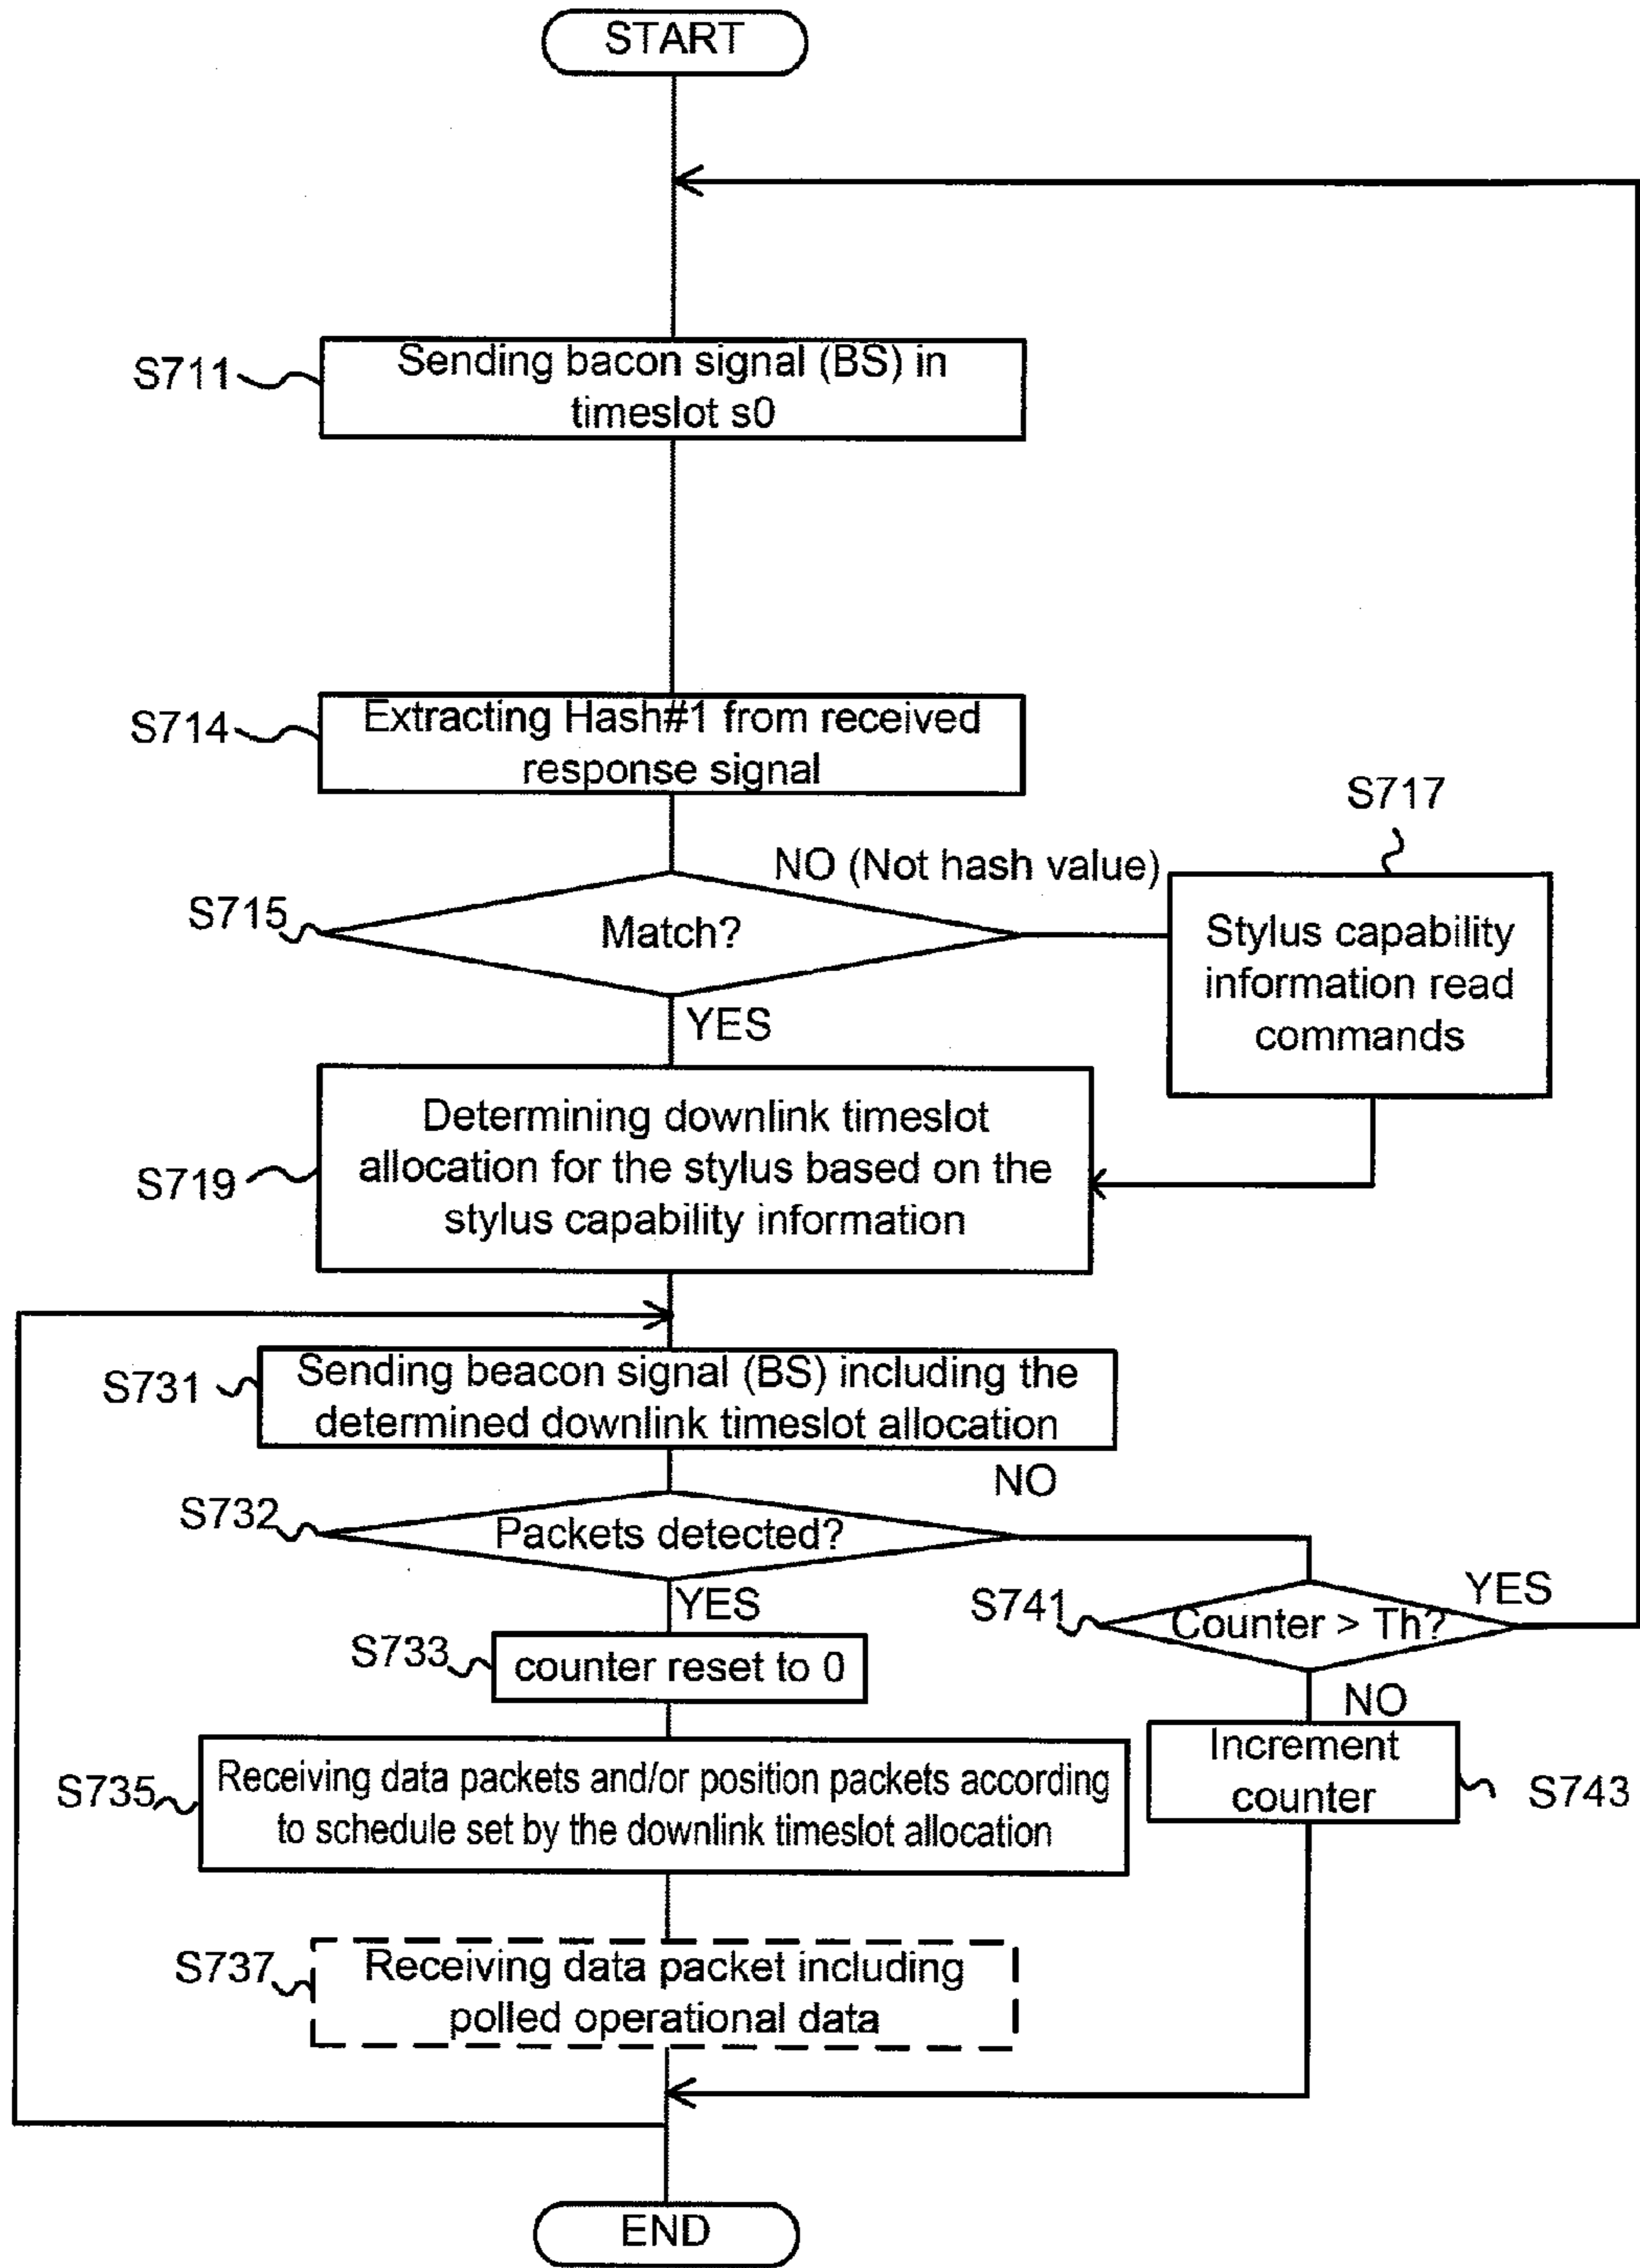 START
S711
Sending bacon signal (BS) in
timeslot s0
S714
Extracting Hash#1 from received
response signal
S717
NO (Not hash value)
S715
Match?
Stylus capability
information read
commands
YES
S719
Determining downlink timeslot
allocation for the stylus based on the
stylus capability information
S731
Sending beacon signal (BS) including the
determined downlink timeslot allocation
NO
S732
Packets detected?
YES
S741
Counter > Th?
YES
S733
counter reset to 0
NO
S735
Receiving data packets and/or position packets according
to schedule set by the downlink timeslot allocation
Increment
counter
S743
S737
Receiving data packet including
polled operational data
END